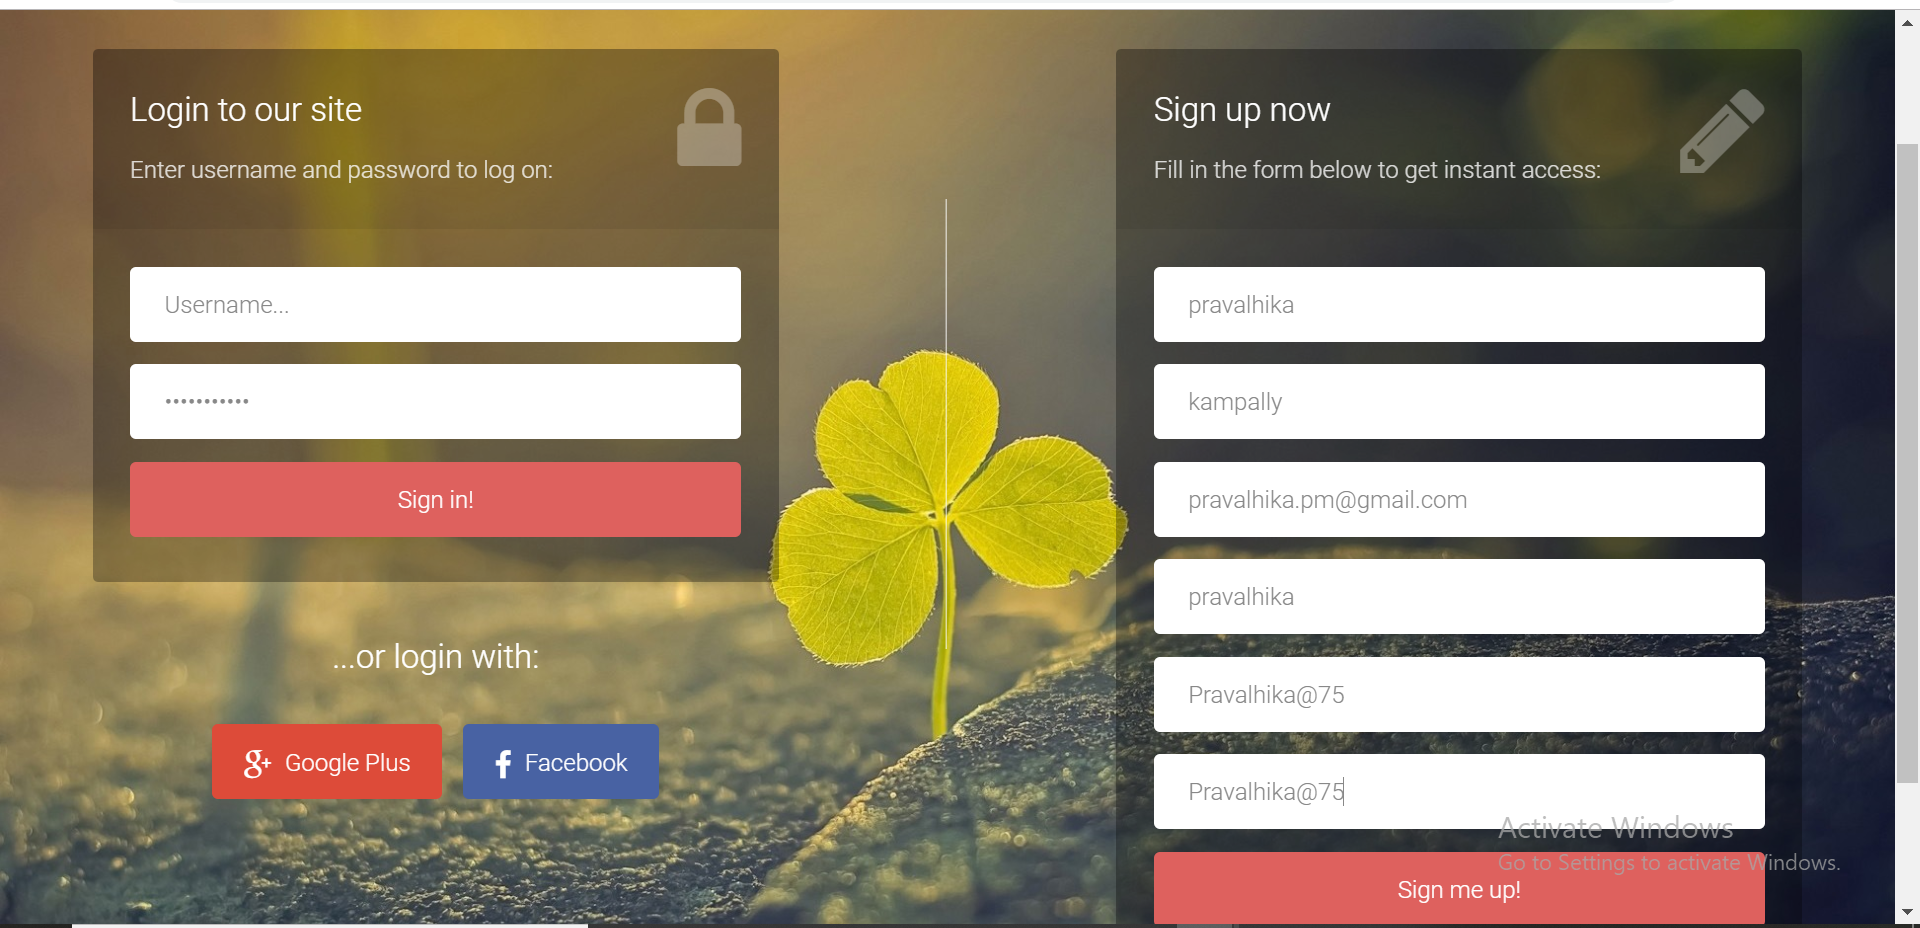 Login to our site
Enter username and password to log on:
Username...
•••••••••••
Sign in!
...or login with:
g+ Google Plus
f Facebook
Sign up now
Fill in the form below to get instant access:
pravalhika
kampally
pravalhika.pm@gmail.com
pravalhika
Pravalhika@75
Pravalhika@75
Sign me up!
Activate Windows
Go to Settings to activate Windows.